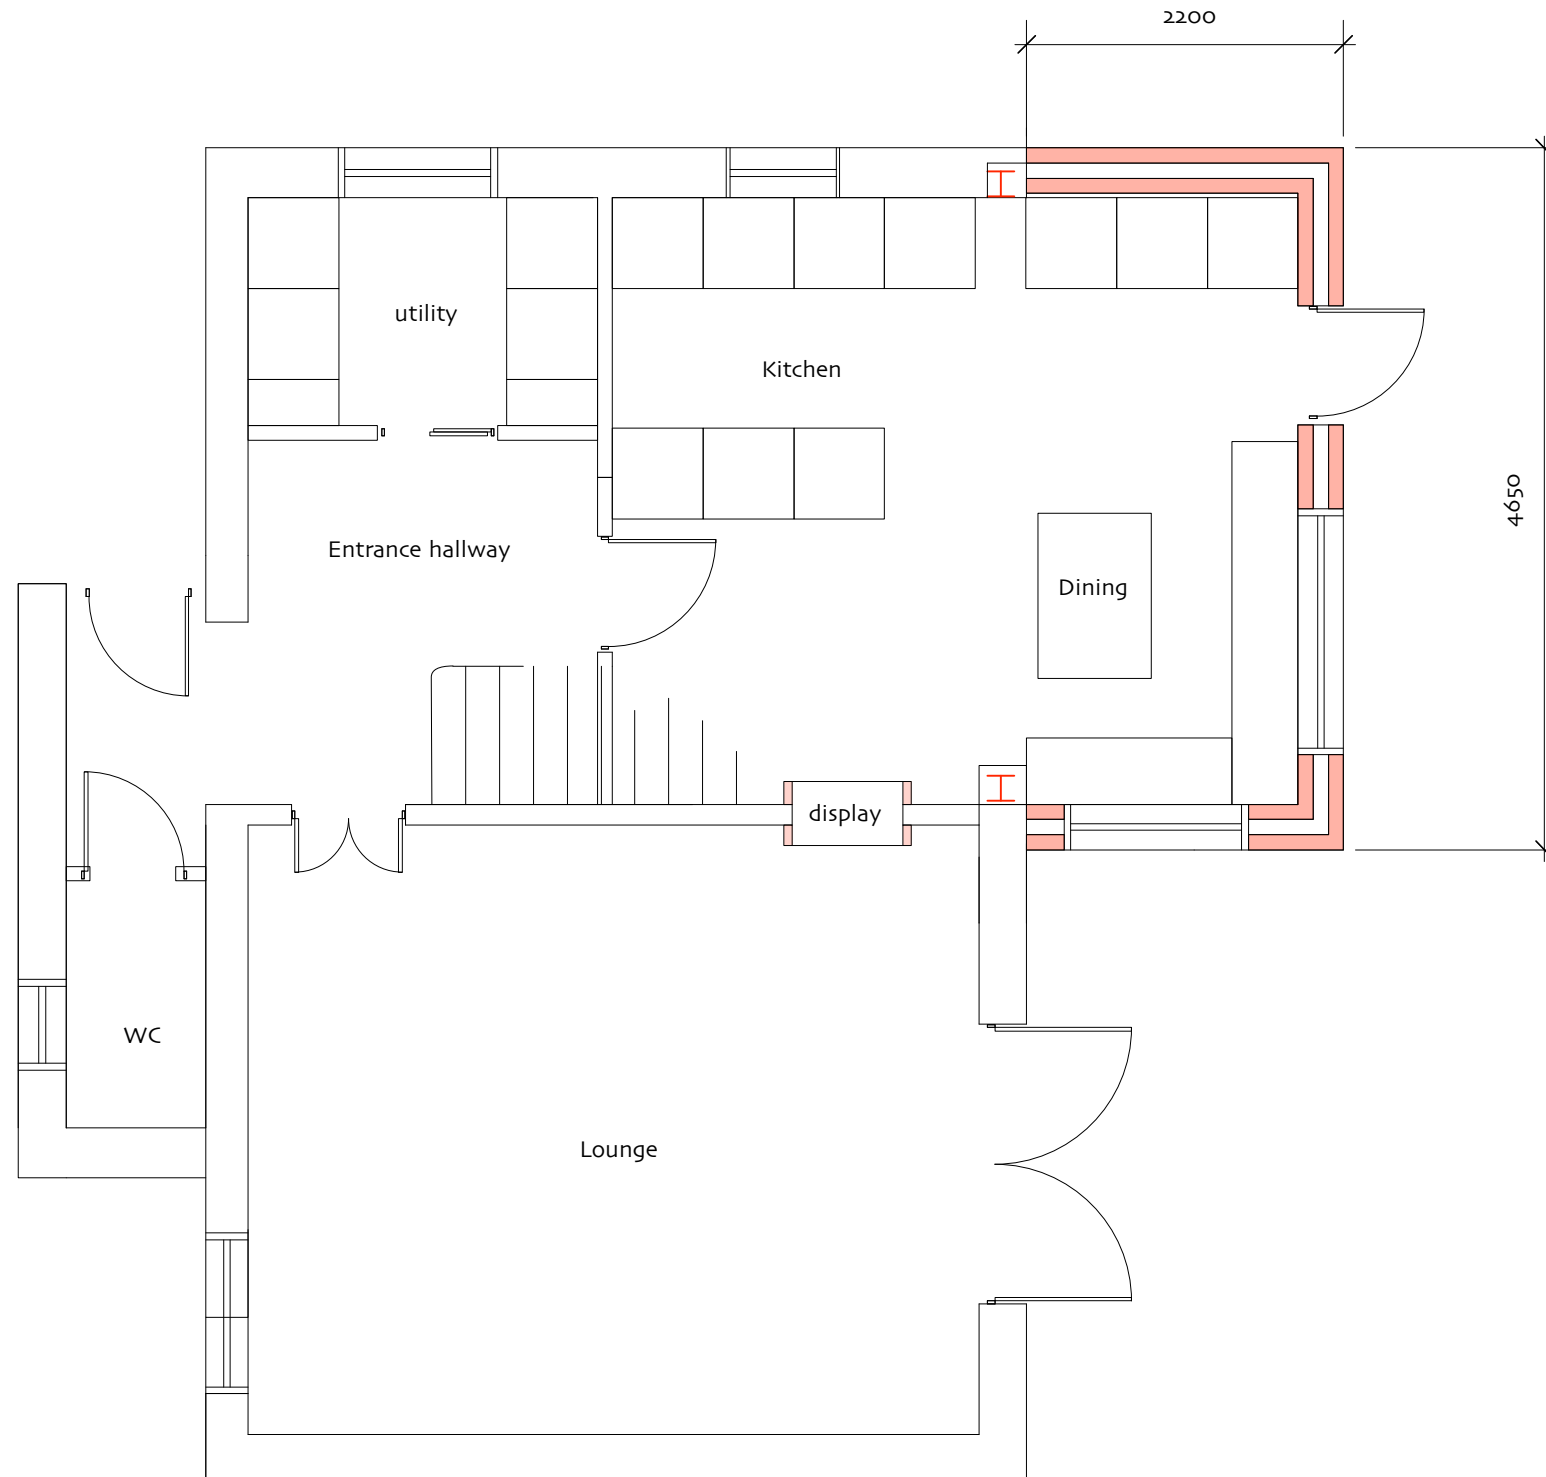 2200
utility
Kitchen
4650
Entrance hallway
Dining
display
WC
Lounge